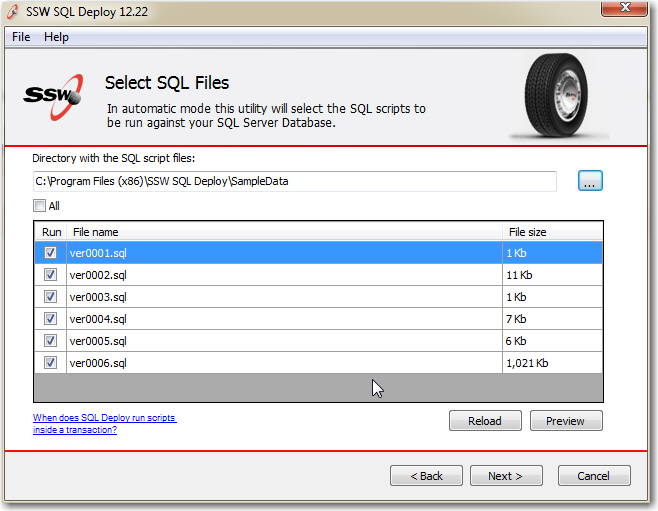 SSW SQL Deploy 12.22
File Help
SSW
Select SQL Files
In automatic mode this utility will select the SQL scripts to
be run against your SQL Server Database.
Directory with the SQL script files:
C:\Program Files (x86)\SSW SQL Deploy\SampleData
...
All
Run File name File size
ver0001.sql 1 Kb
ver0002.sql 11 Kb
ver0003.sql 1 Kb
ver0004.sql 7 Kb
ver0005.sql 6 Kb
ver0006.sql 1,021 Kb
When does SQL Deploy run scripts
inside a transaction?
Reload Preview
< Back Next > Cancel